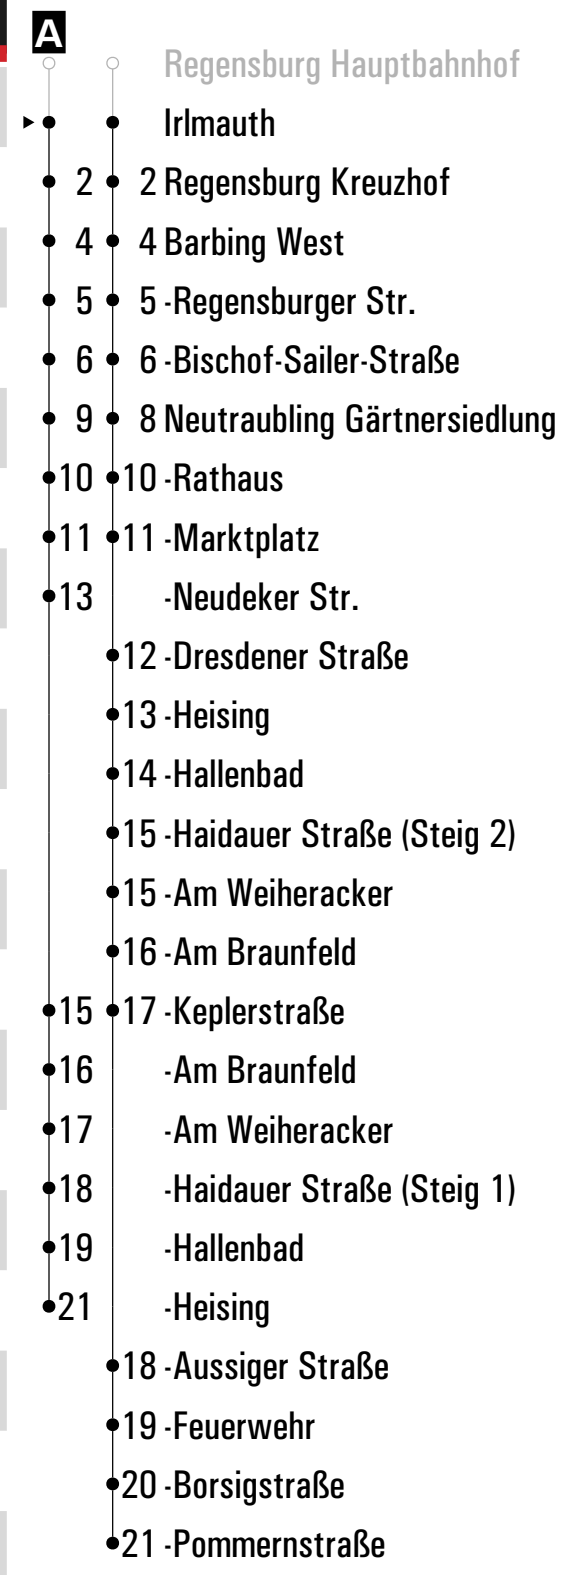 A
Regensburg Hauptbahnhof
Irlmauth
2 2 Regensburg Kreuzhof
4 4 Barbing West
5 5 -Regensburger Str.
6 6 -Bischof-Sailer-Straße
9 8 Neutraubling Gärtnersiedlung
10 10 -Rathaus
11 11 -Marktplatz
13 -Neudeker Str.
12 -Dresdener Straße
13 -Heising
14 -Hallenbad
15 -Haidauer Straße (Steig 2)
15 -Am Weiheracker
16 -Am Braunfeld
15 17 -Keplerstraße
16 -Am Braunfeld
17 -Am Weiheracker
18 -Haidauer Straße (Steig 1)
19 -Hallenbad
21 -Heising
18 -Aussiger Straße
19 -Feuerwehr
20 -Borsigstraße
21 -Pommernstraße